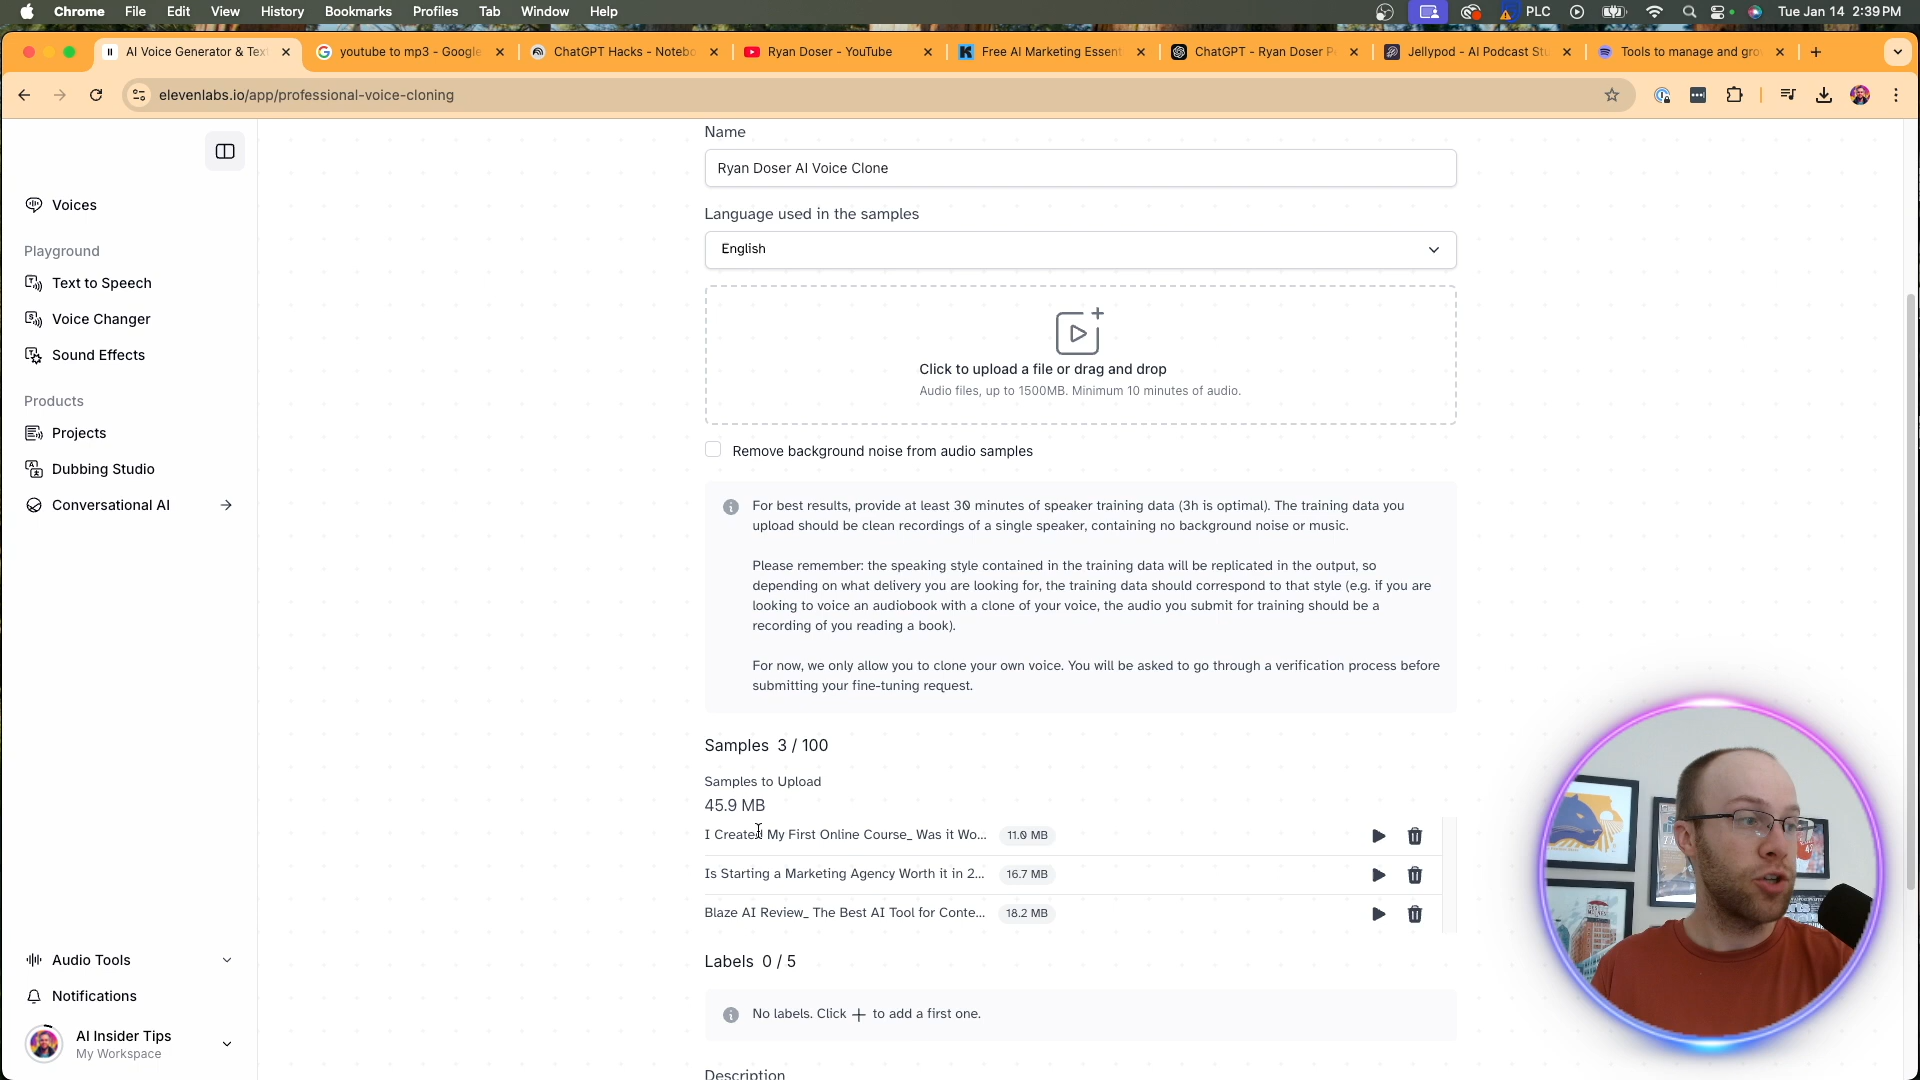 Chrome File Edit View History Bookmarks Profiles Tab Window Help PLC Tue Jan 14 2:39 PM
AI Voice Generator & Tex youtube to mp3 - Google ChatGPT Hacks - Notebo Ryan Doser - YouTube Free AI Marketing Essent ChatGPT - Ryan Doser P Jellypod - AI Podcast Stu Tools to manage and gro
elevenlabs.io/app/professional-voice-cloning
Voices
Playground
Text to Speech
Voice Changer
Sound Effects
Products
Projects
Dubbing Studio
Conversational AI
Audio Tools
Notifications
AI Insider Tips
My Workspace
Name
Ryan Doser AI Voice Clone
Language used in the samples
English
Click to upload a file or drag and drop
Audio files, up to 1500MB. Minimum 10 minutes of audio.
Remove background noise from audio samples
For best results, provide at least 30 minutes of speaker training data (3h is optimal). The training data you
upload should be clean recordings of a single speaker, containing no background noise or music.
Please remember: the speaking style contained in the training data will be replicated in the output, so
depending on what delivery you are looking for, the training data should correspond to that style (e.g. if you are
looking to voice an audiobook with a clone of your voice, the audio you submit for training should be a
recording of you reading a book).
For now, we only allow you to clone your own voice. You will be asked to go through a verification process before
submitting your fine-tuning request.
Samples 3 / 100
Samples to Upload
45.9 MB
I Created My First Online Course_ Was it Wo... 11.0 MB
Is Starting a Marketing Agency Worth it in 2... 16.7 MB
Blaze AI Review_ The Best AI Tool for Conte... 18.2 MB
Labels 0 / 5
No labels. Click + to add a first one.
Description